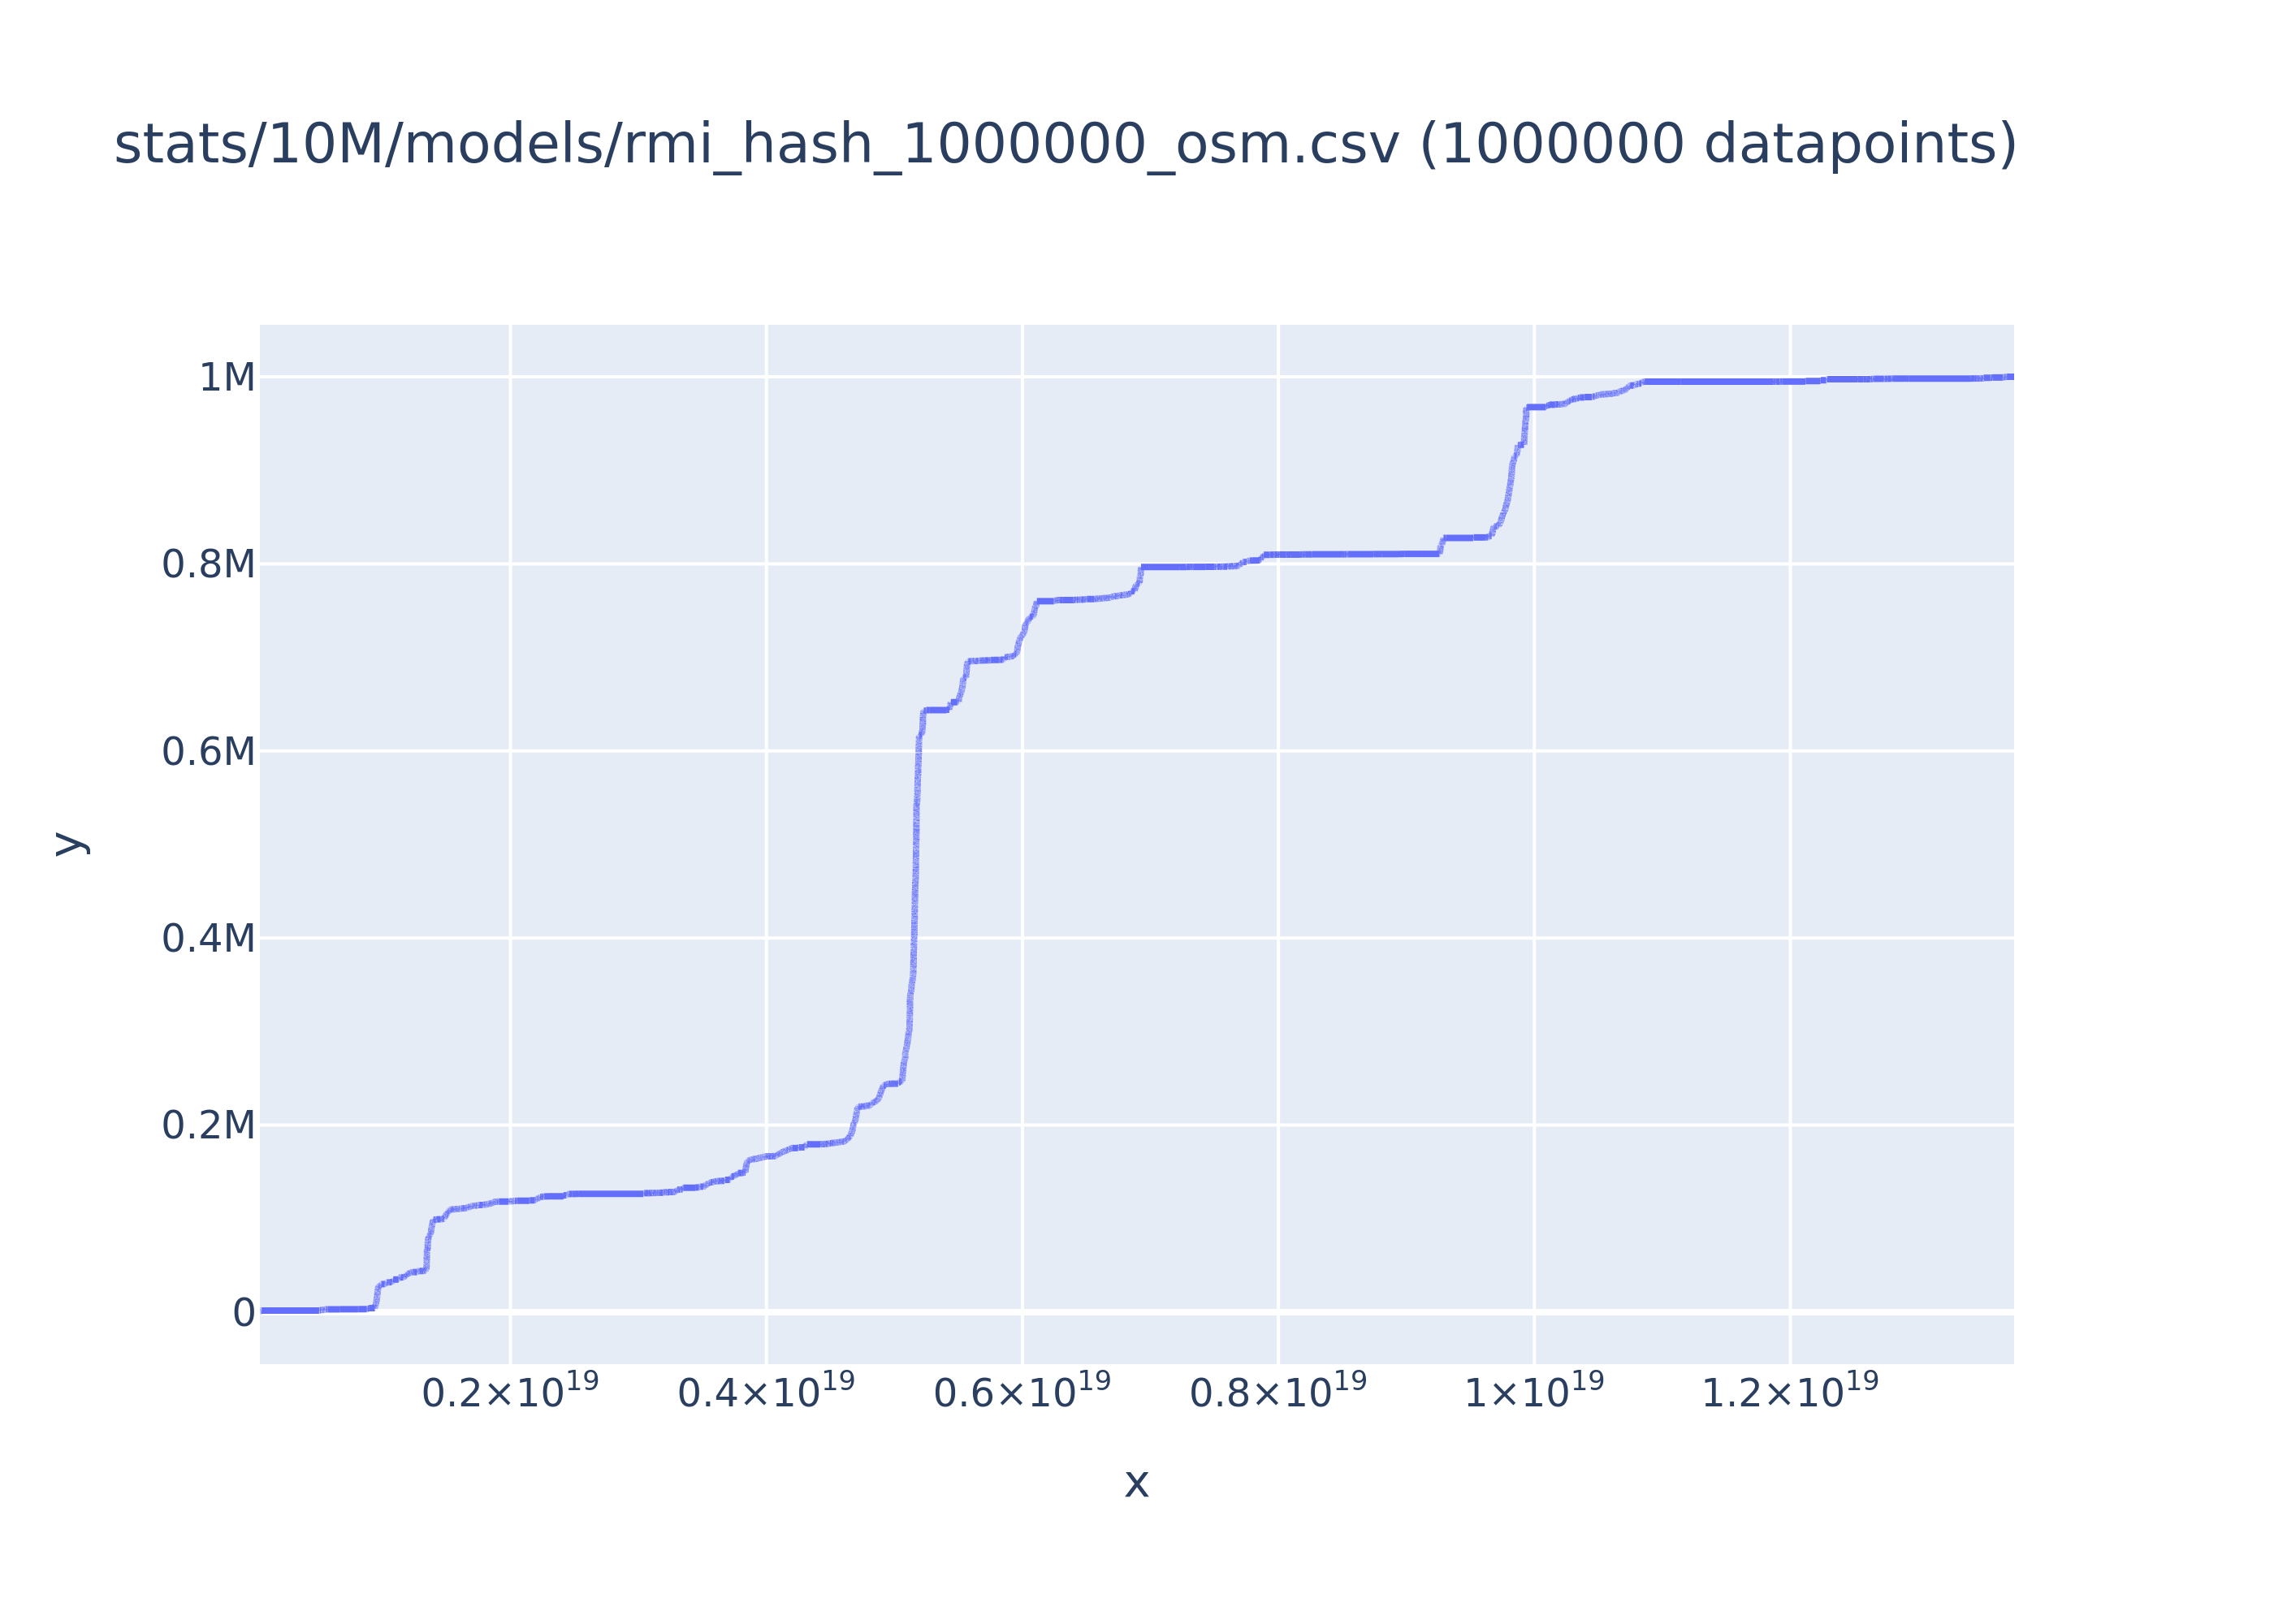 stats/10M/models/rmi_hash_1000000_osm.csv (1000000 datapoints)
1M
0.8M
0.6M
0.4M
0.2M
0
y
0.2×10¹⁹ 0.4×10¹⁹ 0.6×10¹⁹ 0.8×10¹⁹ 1×10¹⁹ 1.2×10¹⁹
x